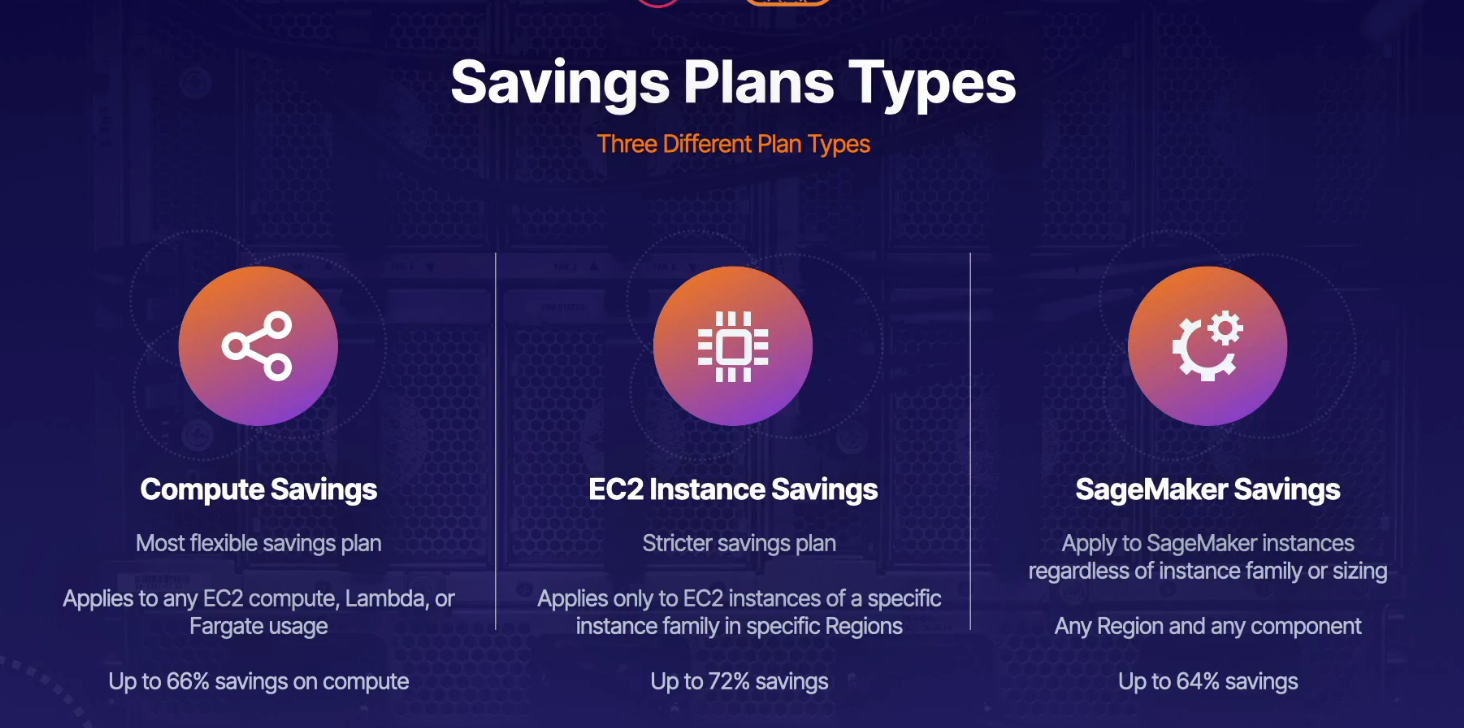 Savings Plans Types
Three Different Plan Types
Compute Savings
Most flexible savings plan
Applies to any EC2 compute, Lambda, or
Fargate usage
Up to 66% savings on compute
EC2 Instance Savings
Stricter savings plan
Applies only to EC2 instances of a specific
instance family in specific Regions
Up to 72% savings
SageMaker Savings
Apply to SageMaker instances
regardless of instance family or sizing
Any Region and any component
Up to 64% savings